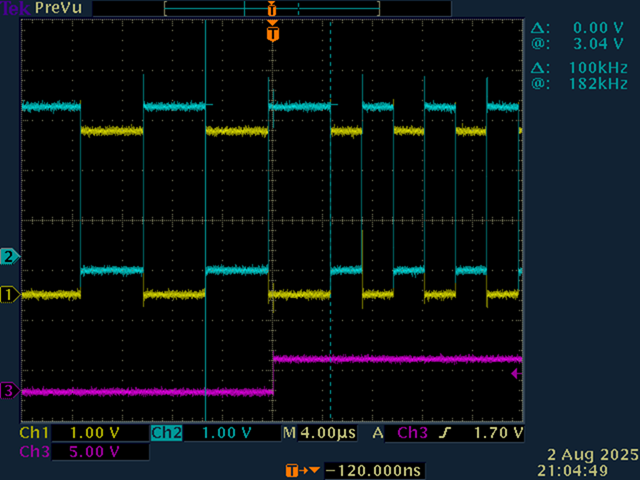 Tek PreVu
T
T
Δ: 0.00 V
@: 3.04 V
Δ: 100kHz
@: 182kHz
2
1
3
Ch1 1.00 V Ch2 1.00 V M 4.00µs A Ch3 ƒ 1.70 V
Ch3 5.00 V
T→▼ −120.000ns
2 Aug 2025
21:04:49